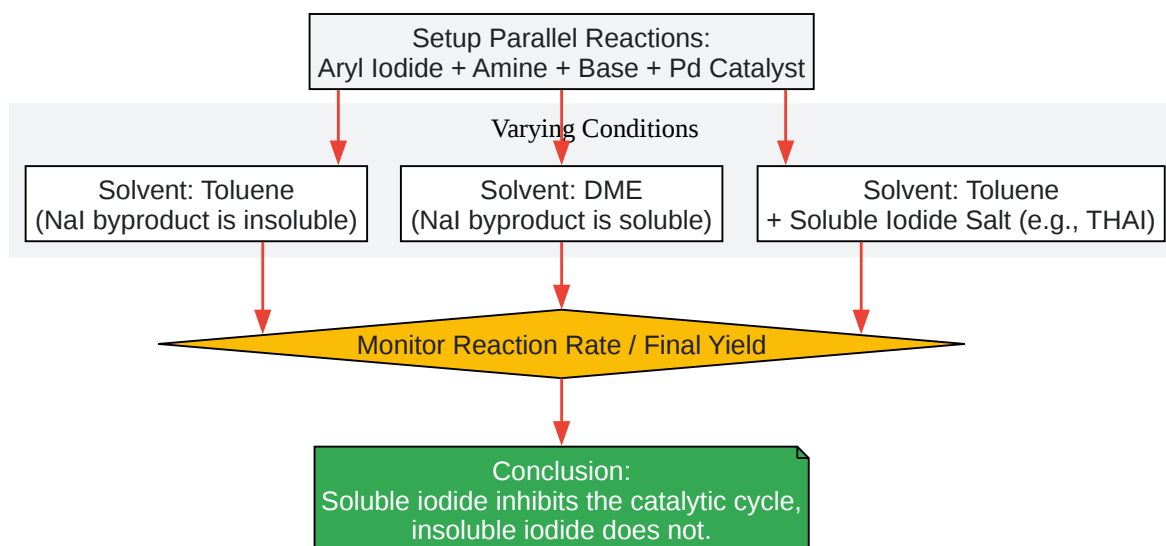 Setup Parallel Reactions:
Aryl Iodide + Amine + Base + Pd Catalyst
Varying Conditions
Solvent: Toluene
(NaI byproduct is insoluble)
Solvent: DME
(NaI byproduct is soluble)
Solvent: Toluene
+ Soluble Iodide Salt (e.g., THAI)
Monitor Reaction Rate / Final Yield
Conclusion:
Soluble iodide inhibits the catalytic cycle,
insoluble iodide does not.